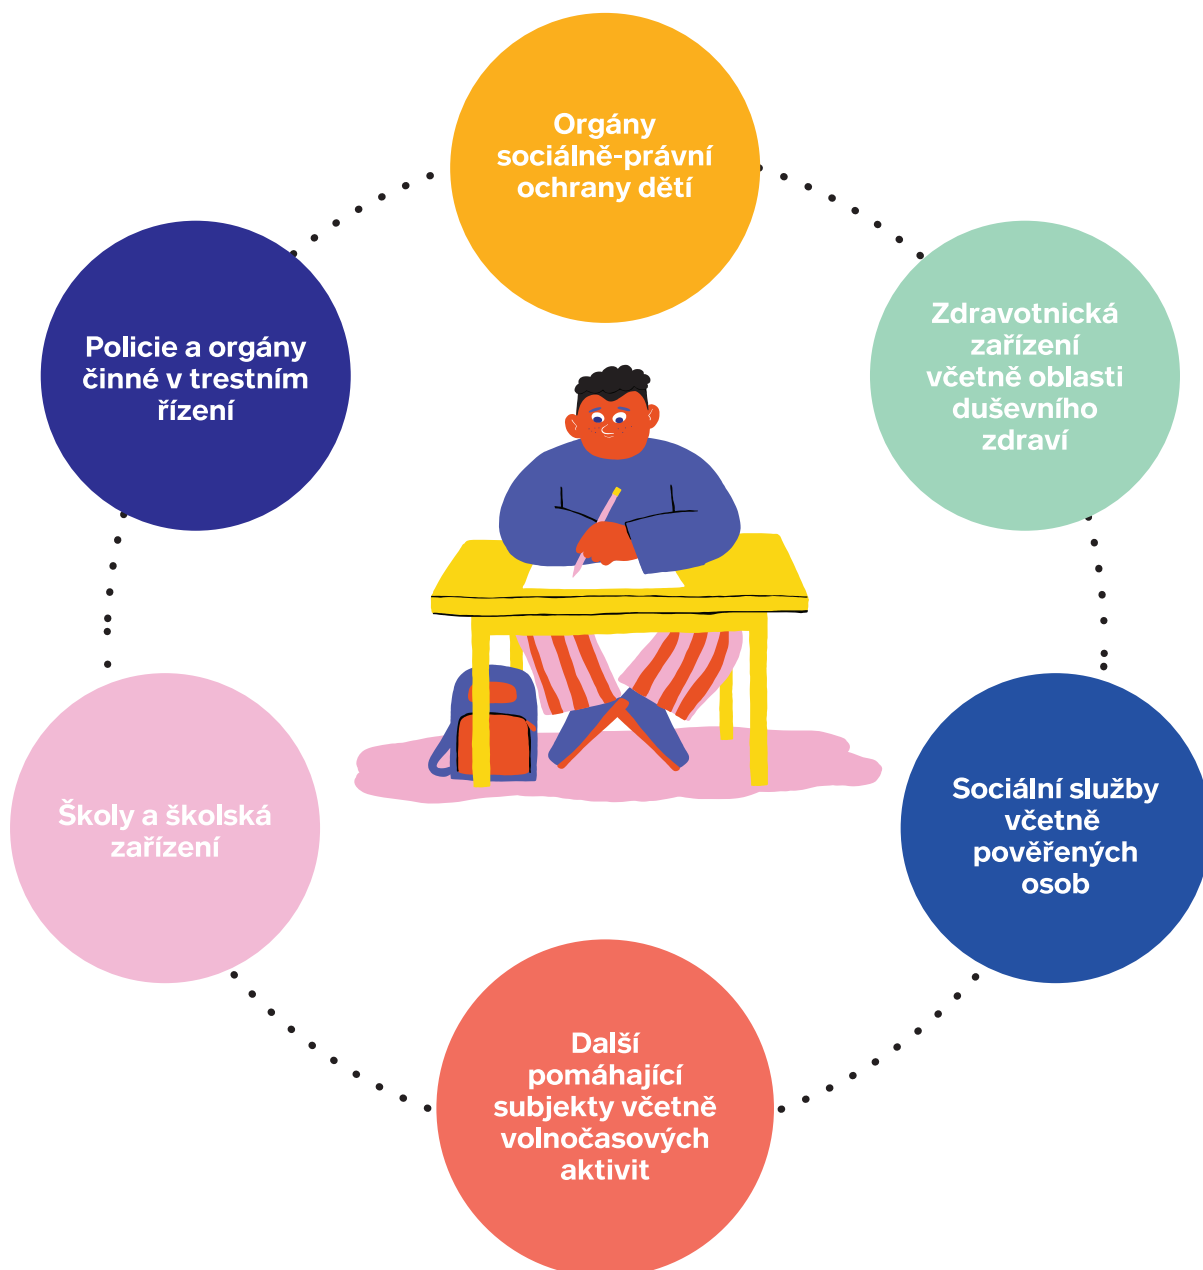 Orgány
sociálně-právní
ochrany dětí
Policie a orgány
činné v trestním
řízení
Zdravotnická
zařízení
včetně oblasti
duševního
zdraví
Školy a školská
zařízení
Sociální služby
včetně
pověřených
osob
Další
pomáhající
subjekty včetně
volnočasových
aktivit